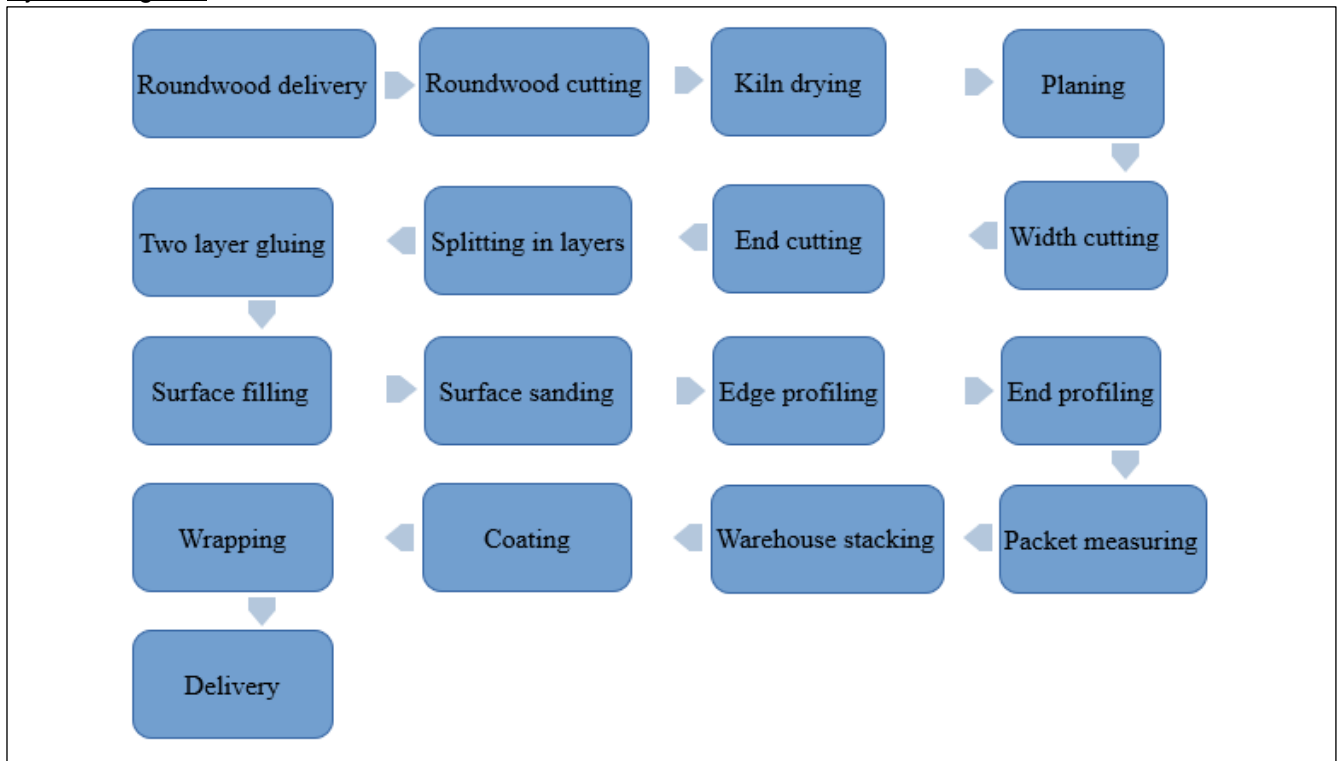 Roundwood delivery
Roundwood cutting
Kiln drying
Planing
Width cutting
End cutting
Splitting in layers
Two layer gluing
Surface filling
Surface sanding
Edge profiling
End profiling
Packet measuring
Warehouse stacking
Coating
Wrapping
Delivery